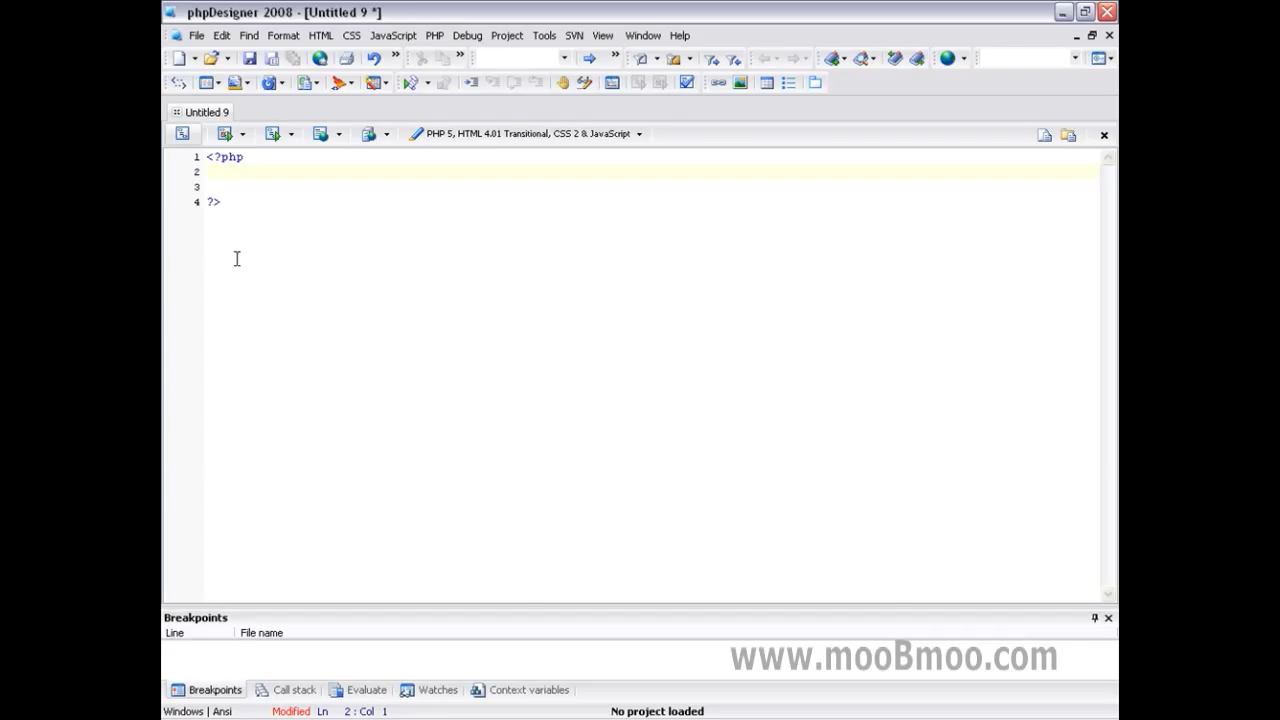 phpDesigner 2008 - [Untitled 9 *]
File Edit Find Format HTML CSS JavaScript PHP Debug Project Tools SVN View Window Help
Untitled 9
PHP 5, HTML 4.01 Transitional, CSS 2 & JavaScript
1 <?php
2
3
4 ?>
Breakpoints
Line File name
www.mooBmoo.com
Breakpoints Call stack Evaluate Watches Context variables
Windows | Ansi Modified Ln 2 : Col 1 No project loaded